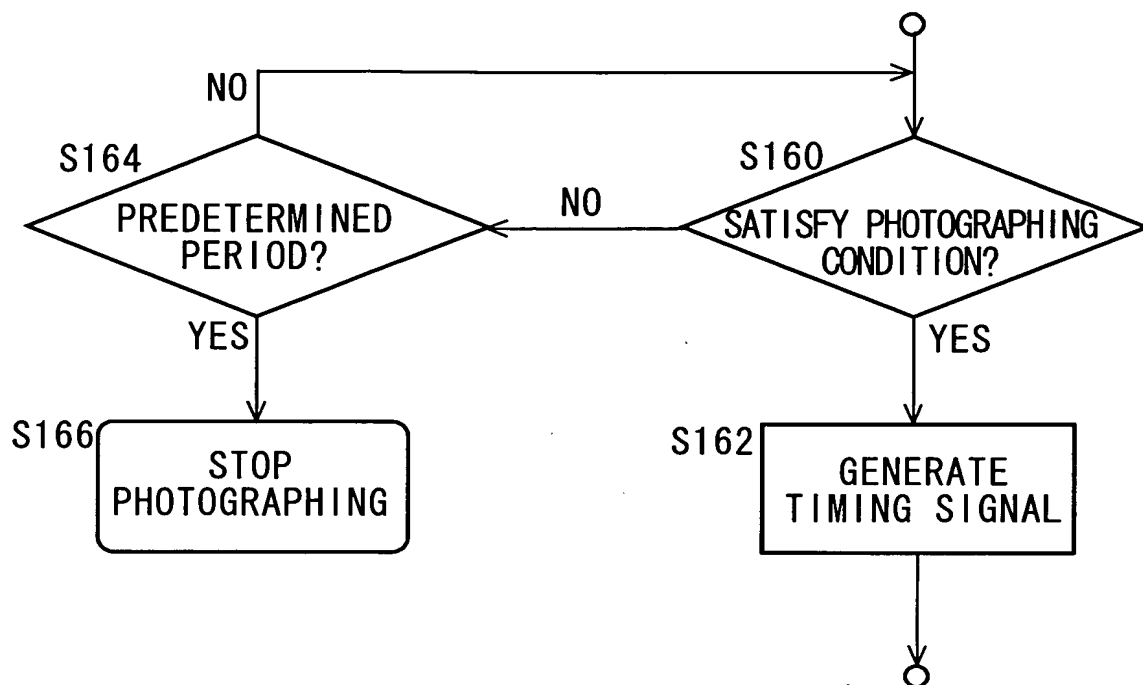 NO
S164
S160
PREDETERMINED
PERIOD?
NO
SATISFY PHOTOGRAPHING
CONDITION?
YES
YES
S166
STOP
PHOTOGRAPHING
S162
GENERATE
TIMING SIGNAL